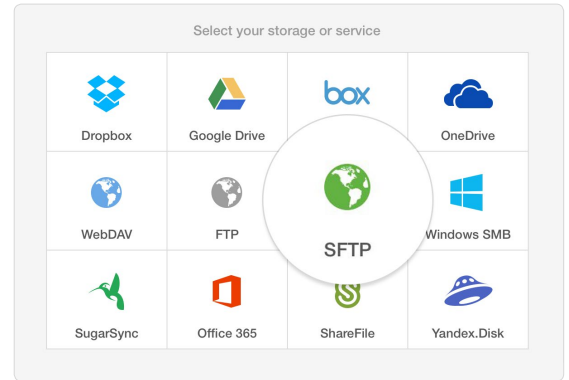 Select your storage or service
box
Dropbox
Google Drive
OneDrive
WebDAV
FTP
SFTP
Windows SMB
SugarSync
Office 365
ShareFile
Yandex.Disk